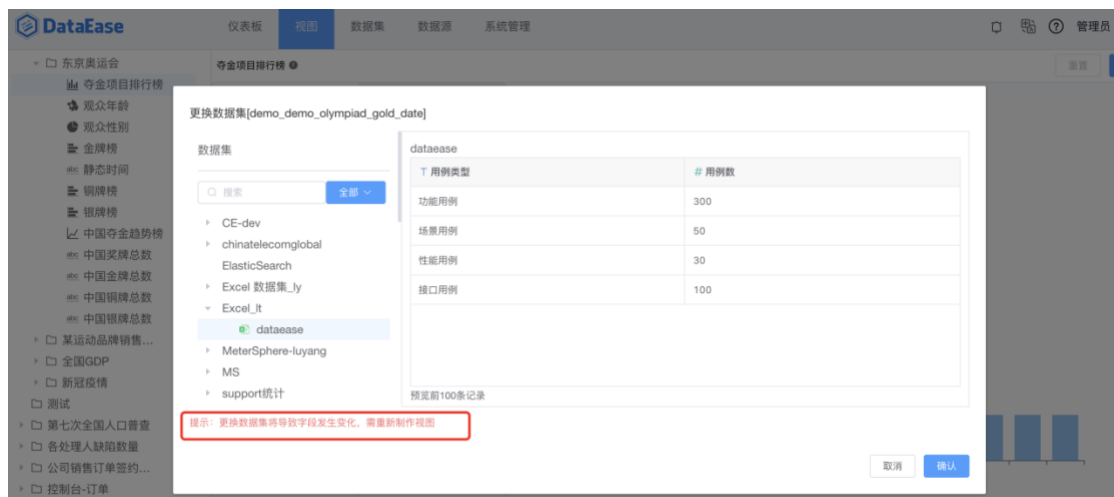 DataEase 仪表板 视图 数据集 数据源 系统管理 管理员
东京奥运会
夺金项目排行榜
观众年龄
观众性别
金牌榜
abc 静态时间
铜牌榜
银牌榜
中国夺金趋势榜
abc 中国奖牌总数
abc 中国金牌总数
abc 中国铜牌总数
abc 中国银牌总数
某运动品牌销售...
全国GDP
新冠疫情
测试
第七次全国人口普查
各处理人缺陷数量
公司销售订单签约...
控制台-订单
夺金项目排行榜
重置
更换数据集[demo_demo_olympiad_gold_date]
数据集
搜索 全部
CE-dev
chinatelecomglobal
ElasticSearch
Excel 数据集_ly
Excel_lt
dataease
MeterSphere-luyang
MS
support统计
dataease
T 用例类型 # 用例数
功能用例 300
场景用例 50
性能用例 30
接口用例 100
预览前100条记录
提示：更换数据集将导致字段发生变化，需重新制作视图
取消 确认